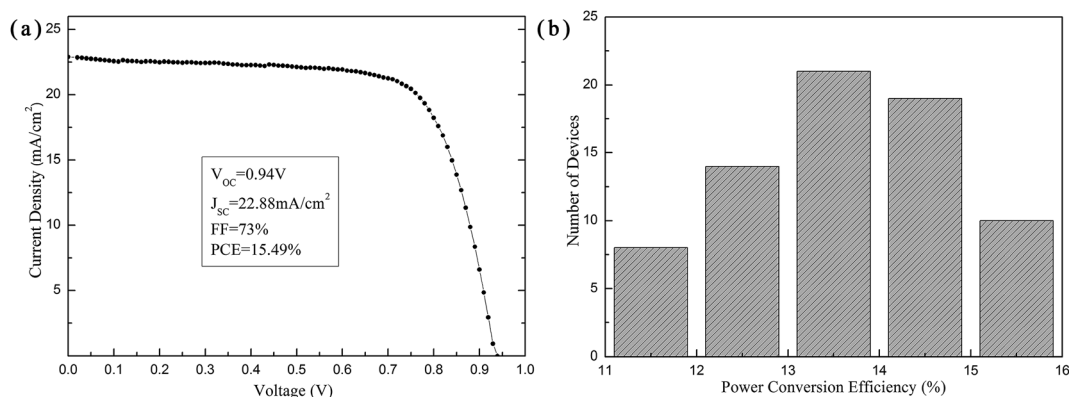 (a)
25
20
15
10
5
0.0 0.1 0.2 0.3 0.4 0.5 0.6 0.7 0.8 0.9 1.0
Voltage (V)
Current Density (mA/cm²)
V_OC=0.94V
J_SC=22.88mA/cm²
FF=73%
PCE=15.49%
(b)
25
20
15
10
5
0
11 12 13 14 15 16
Power Conversion Efficiency (%)
Number of Devices